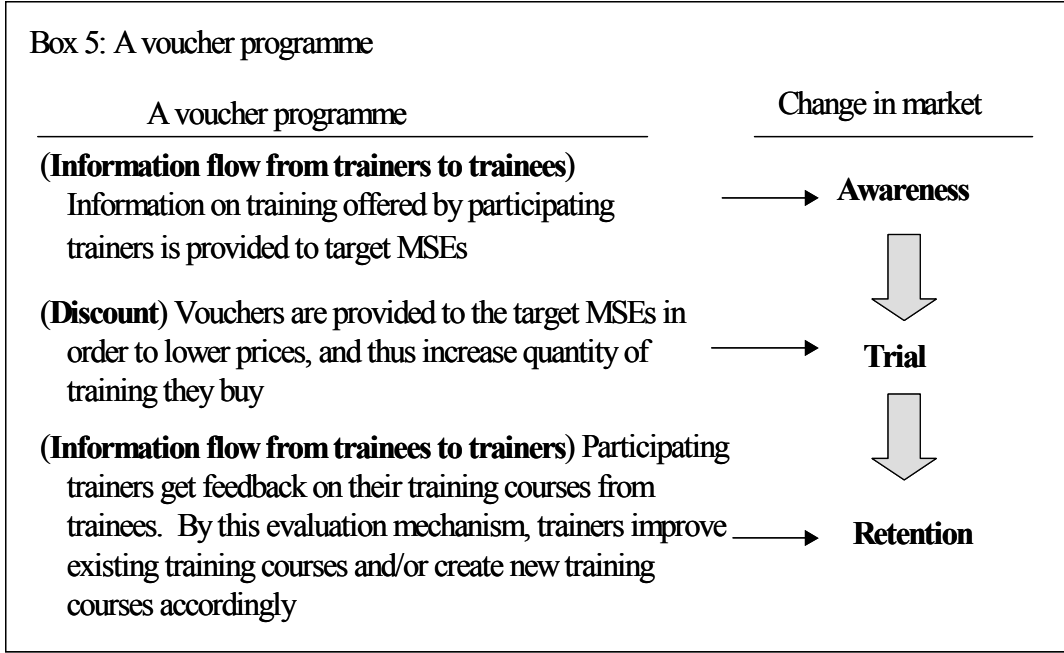 Box 5: A voucher programme
A voucher programme
Change in market
(Information flow from trainers to trainees)
Information on training offered by participating
trainers is provided to target MSEs
Awareness
(Discount) Vouchers are provided to the target MSEs in
order to lower prices, and thus increase quantity of
training they buy
Trial
(Information flow from trainees to trainers) Participating
trainers get feedback on their training courses from
trainees. By this evaluation mechanism, trainers improve
existing training courses and/or create new training
courses accordingly
Retention